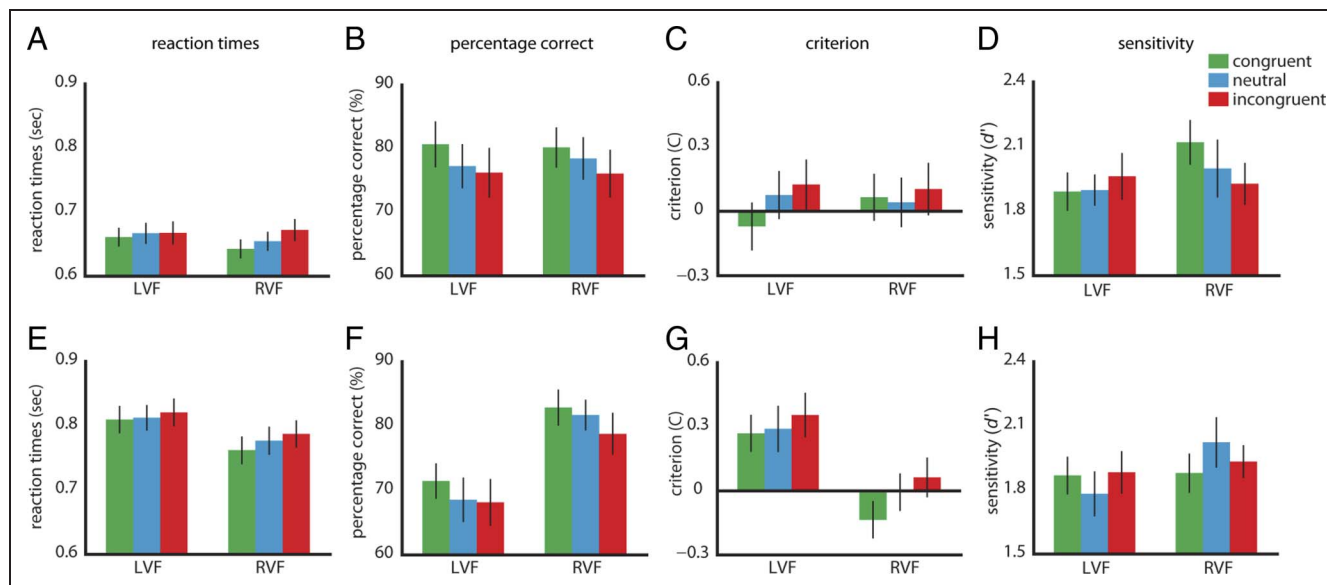 A reaction times
B percentage correct
C criterion
D sensitivity
congruent
neutral
incongruent
reaction times (sec)
0.9
0.8
0.7
0.6
LVF RVF
percentage correct (%)
90
80
70
60
LVF RVF
criterion (C)
0.6
0.3
0
−0.3
LVF RVF
sensitivity (d')
2.4
2.1
1.8
1.5
LVF RVF
E
reaction times (sec)
0.9
0.8
0.7
0.6
LVF RVF
F
percentage correct (%)
90
80
70
60
LVF RVF
G
criterion (C)
0.6
0.3
0
−0.3
LVF RVF
H
sensitivity (d')
2.4
2.1
1.8
1.5
LVF RVF